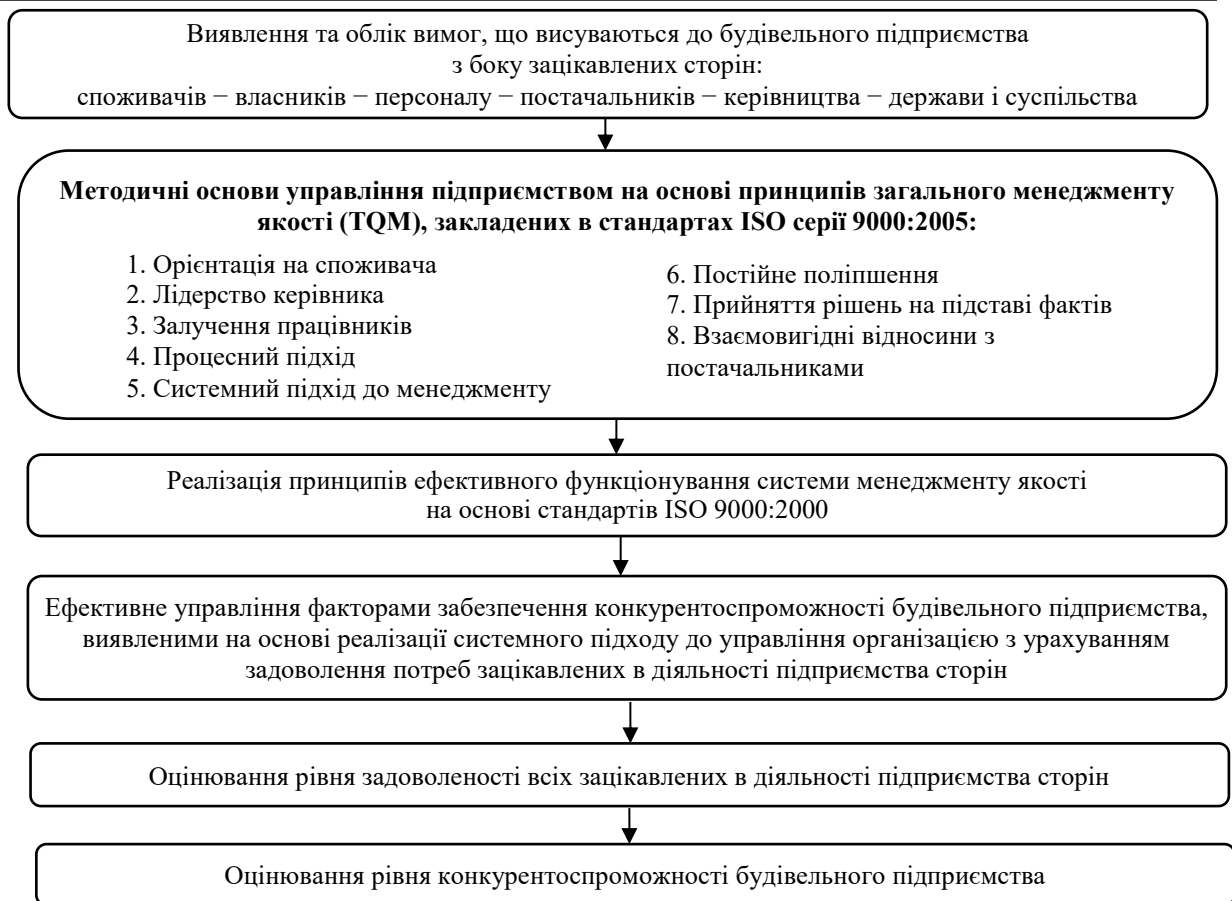 Виявлення та облік вимог, що висуваються до будівельного підприємства
з боку зацікавлених сторін:
споживачів − власників − персоналу − постачальників − керівництва − держави і суспільства
Методичні основи управління підприємством на основі принципів загального менеджменту
якості (TQM), закладених в стандартах ISO серії 9000:2005:
1. Орієнтація на споживача
2. Лідерство керівника
3. Залучення працівників
4. Процесний підхід
5. Системний підхід до менеджменту
6. Постійне поліпшення
7. Прийняття рішень на підставі фактів
8. Взаємовигідні відносини з
постачальниками
Реалізація принципів ефективного функціонування системи менеджменту якості
на основі стандартів ISO 9000:2000
Ефективне управління факторами забезпечення конкурентоспроможності будівельного підприємства,
виявленими на основі реалізації системного підходу до управління організацією з урахуванням
задоволення потреб зацікавлених в діяльності підприємства сторін
Оцінювання рівня задоволеності всіх зацікавлених в діяльності підприємства сторін
Оцінювання рівня конкурентоспроможності будівельного підприємства